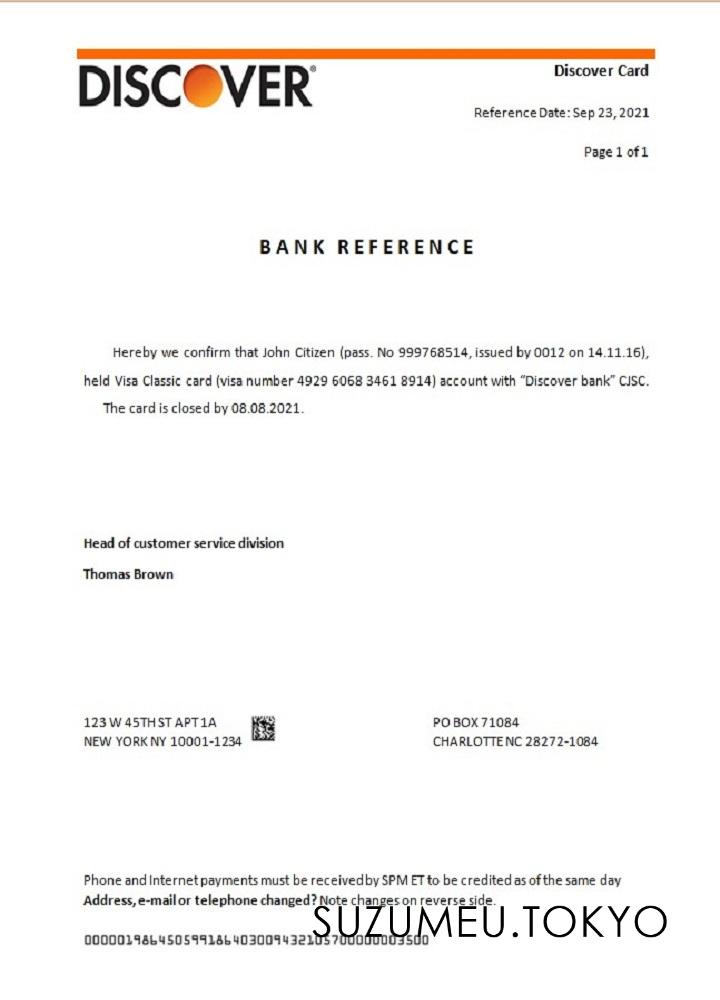 DISCOVER®
Discover Card
Reference Date: Sep 23, 2021
Page 1 of 1
BANK REFERENCE
Hereby we confirm that John Citizen (pass. No 999768514, issued by 0012 on 14.11.16),
held Visa Classic card (visa number 4929 6068 3461 8914) account with “Discover bank” CJSC.
The card is closed by 08.08.2021.
Head of customer service division
Thomas Brown
123 W 45TH ST APT 1A
NEW YORK NY 10001-1234
PO BOX 71084
CHARLOTTE NC 28272-1084
Phone and Internet payments must be received by 5PM ET to be credited as of the same day
Address, e-mail or telephone changed? Note changes on reverse side.
SUZUMEU.TOKYO